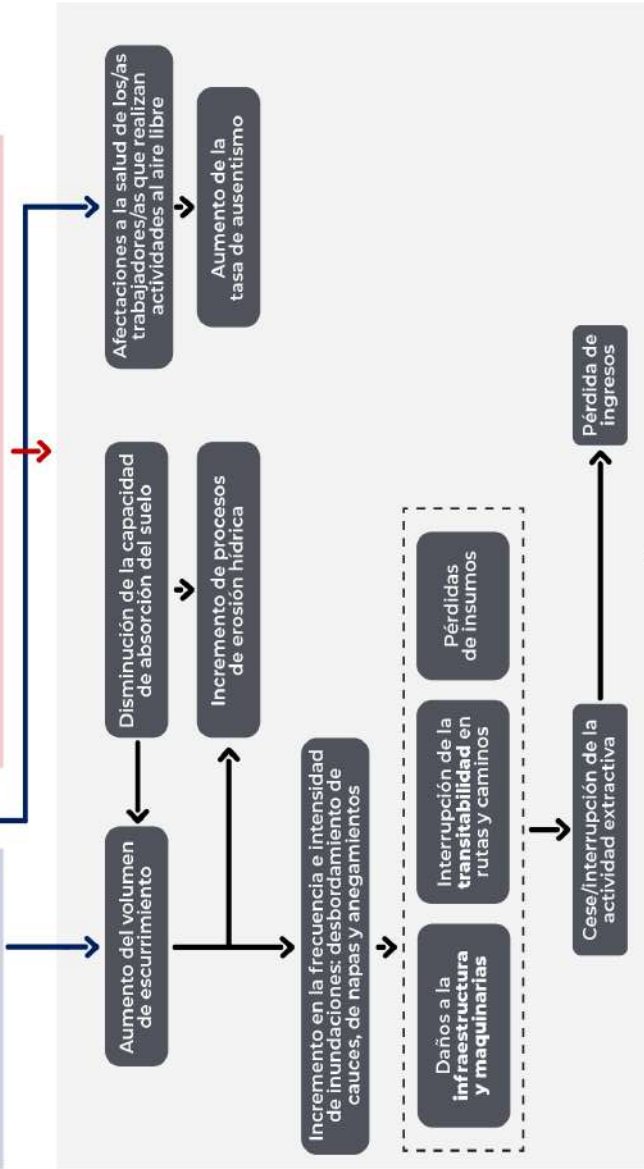 Aumento del volumen
de escurrimiento
Disminución de la capacidad
de absorción del suelo
Afectaciones a la salud de los/as
trabajadores/as que realizan
actividades al aire libre
Incremento de procesos
de erosión hídrica
Aumento de la
tasa de ausentismo
Incremento en la frecuencia e intensidad
de inundaciones: desbordamiento de
cauces, de napas y anegamientos
Daños a la
infraestructura
y maquinarias
Interrupción de la
transitabilidad en
rutas y caminos
Pérdidas
de insumos
Cese/interrupción de la
actividad extractiva
Pérdida de
ingresos